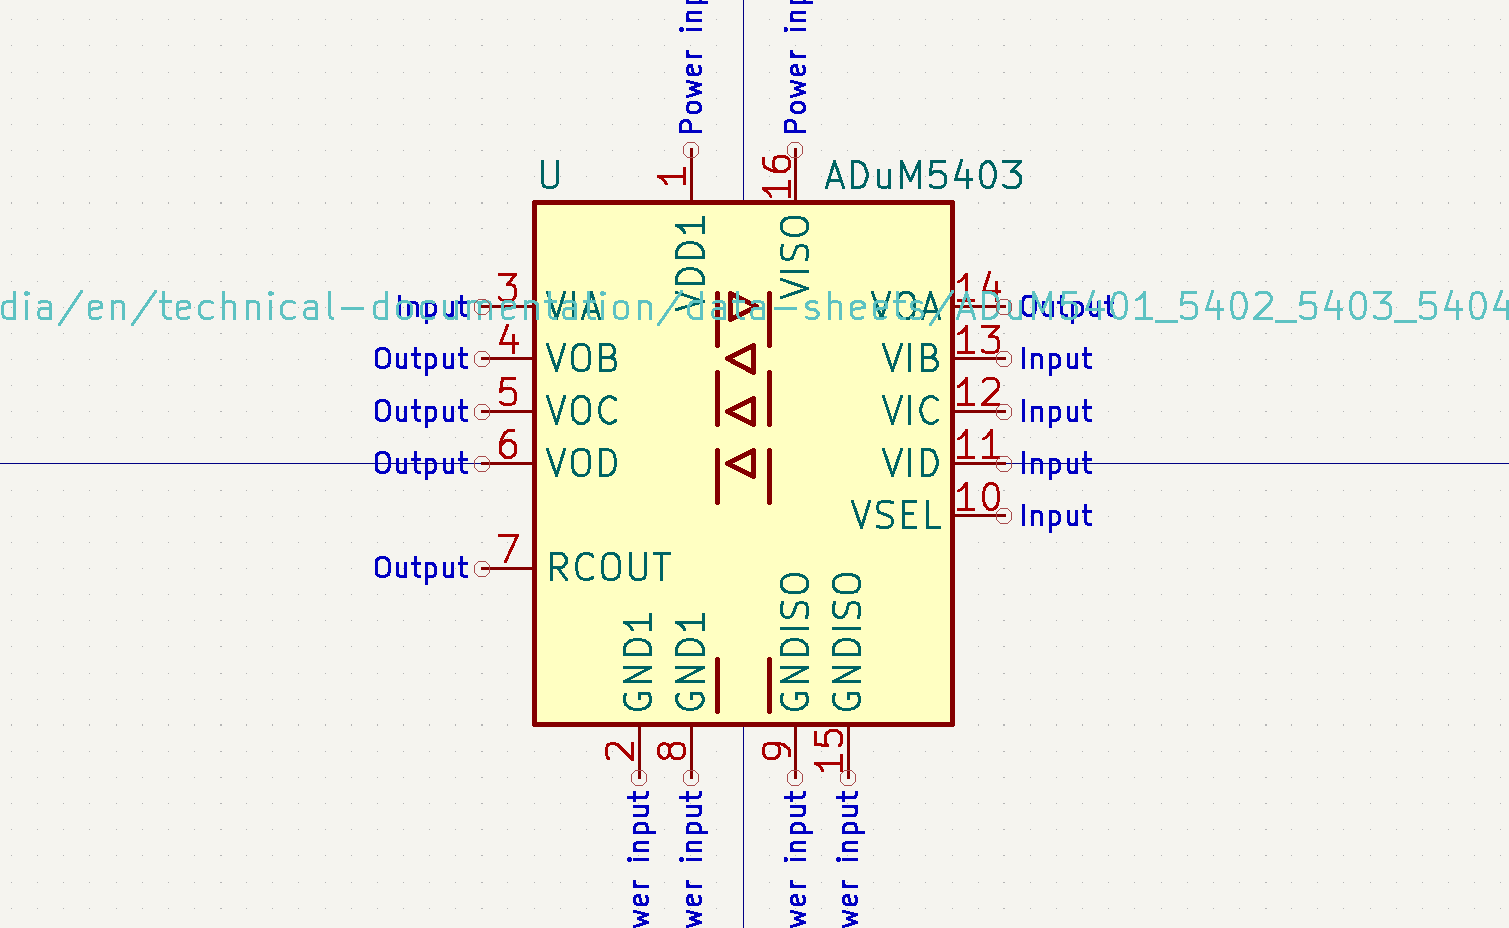 Power inp
Power inp
U
1
16
ADuM5403
VDD1
VISO
Input
3
VIA
VOA
14
Output
dia/en/technical-documentation/data-sheets/ADuM5401_5402_5403_5404
Output
4
VOB
VIB
13
Input
Output
5
VOC
VIC
12
Input
Output
6
VOD
VID
11
Input
VSEL
10
Input
Output
7
RCOUT
GND1
GND1
GNDISO
GNDISO
2
8
9
15
wer input
wer input
wer input
wer input